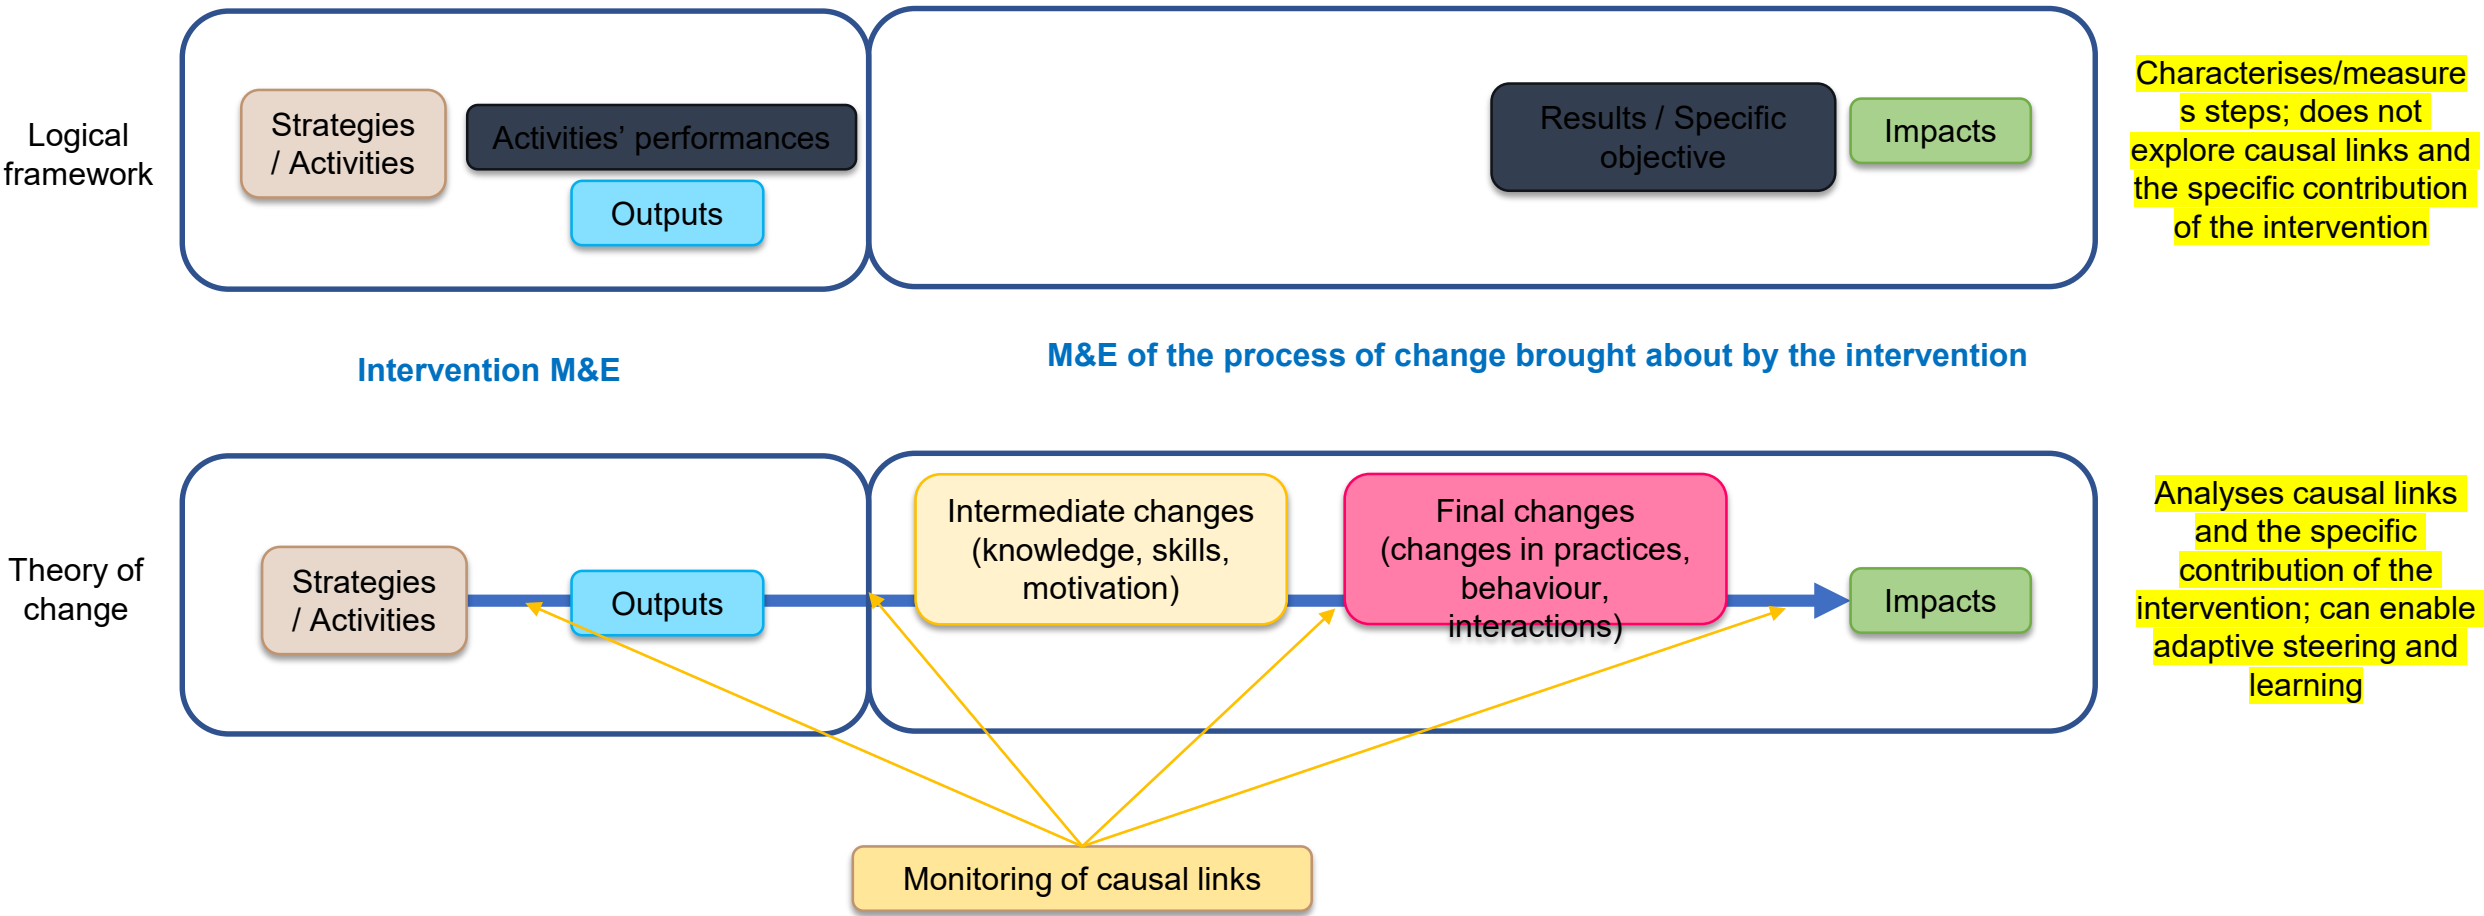 Logical
framework
Strategies
/ Activities
Activities’ performances
Outputs
Results / Specific
objective
Impacts
Characterises/measure
s steps; does not
explore causal links and
the specific contribution
of the intervention
Intervention M&E
M&E of the process of change brought about by the intervention
Theory of
change
Strategies
/ Activities
Outputs
Intermediate changes
(knowledge, skills,
motivation)
Final changes
(changes in practices,
behaviour,
interactions)
Impacts
Analyses causal links
and the specific
contribution of the
intervention; can enable
adaptive steering and
learning
Monitoring of causal links